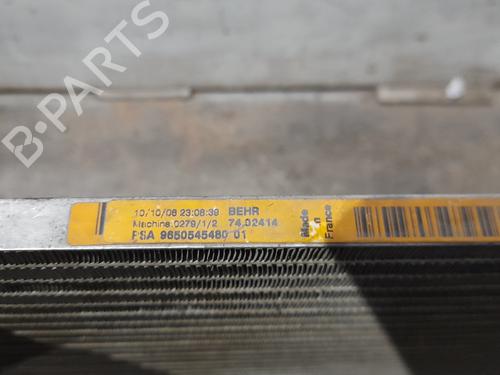 10/10/06 23:08:39 BEHR
Machine:0279/1/2 74,02414
PSA 9650545480 01
Made
in
France
B-PARTS